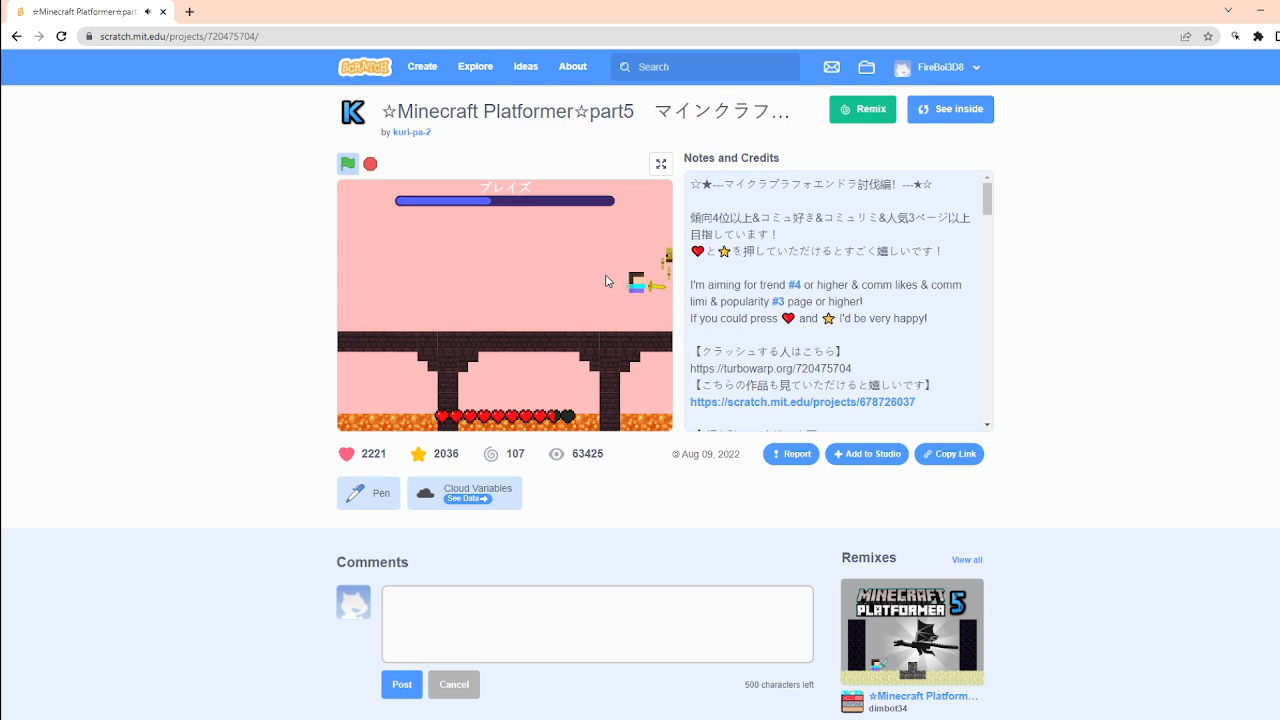 ☆Minecraft Platformer☆part
scratch.mit.edu/projects/720475704/
SCRATCH
Create
Explore
Ideas
About
Search
FireBoi3D8
K
☆Minecraft Platformer☆part5 マインクラフ...
by kuri-pa-2
Remix
See inside
Notes and Credits
ブレイズ
☆★---マイクラプラフォエンドラ討伐編！---★☆
傾向4位以上&コミュ好き&コミュリミ&人気3ページ以上
目指しています！
❤と⭐を押していただけるとすごく嬉しいです！
I'm aiming for trend #4 or higher & comm likes & comm
limi & popularity #3 page or higher!
If you could press ❤ and ⭐ I'd be very happy!
【クラッシュする人はこちら】
https://turbowarp.org/720475704
【こちらの作品も見ていただけると嬉しいです】
https://scratch.mit.edu/projects/678726037
2221
2036
107
63425
© Aug 09, 2022
Report
Add to Studio
Copy Link
Pen
Cloud Variables
See Data
Comments
Post
Cancel
500 characters left
Remixes
View all
MINECRAFT
PLATFORMER 5
☆Minecraft Platform...
dimbot34